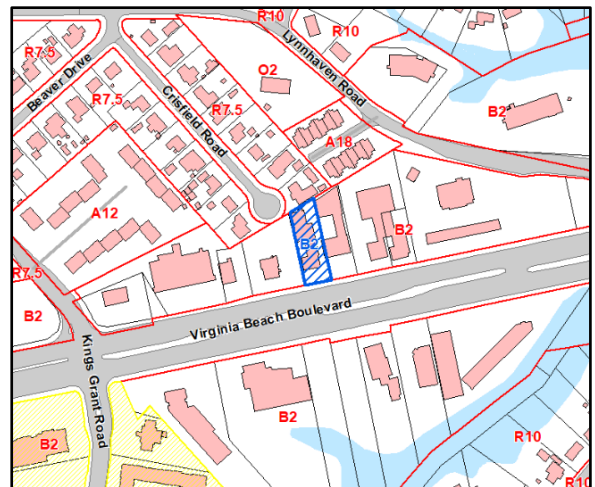 R10
R10
R7.5
Lynnhaven Road
O2
Beaver Drive
R7.5
Crisfield Road
R7.5
B2
A18
A12
B2
B2
R7.5
B2
Virginia Beach Boulevard
Kings Grant Road
B2
B2
R10
R10